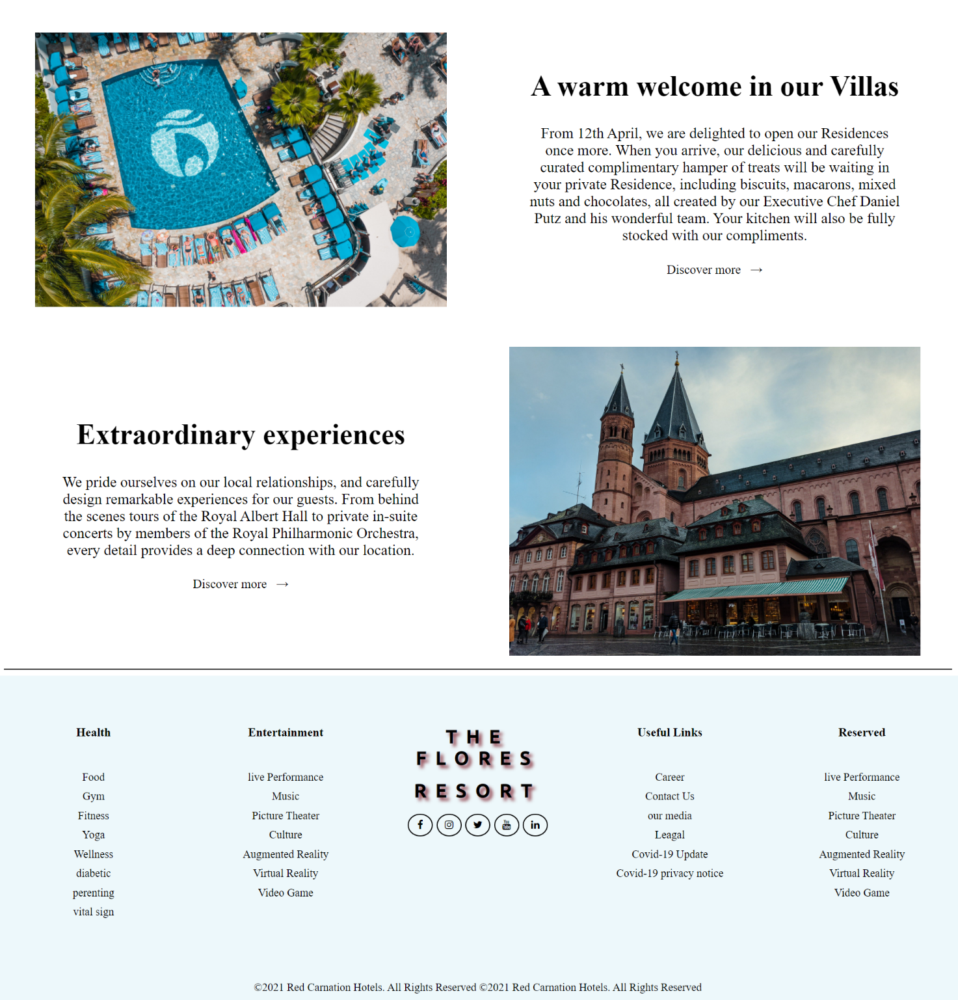 A warm welcome in our Villas
From 12th April, we are delighted to open our Residences
once more. When you arrive, our delicious and carefully
curated complimentary hamper of treats will be waiting in
your private Residence, including biscuits, macarons, mixed
nuts and chocolates, all created by our Executive Chef Daniel
Putz and his wonderful team. Your kitchen will also be fully
stocked with our compliments.
Discover more →
Extraordinary experiences
We pride ourselves on our local relationships, and carefully
design remarkable experiences for our guests. From behind
the scenes tours of the Royal Albert Hall to private in-suite
concerts by members of the Royal Philharmonic Orchestra,
every detail provides a deep connection with our location.
Discover more →
Health
Food
Gym
Fitness
Yoga
Wellness
diabetic
perenting
vital sign
Entertainment
live Performance
Music
Picture Theater
Culture
Augmented Reality
Virtual Reality
Video Game
THE
FLORES
RESORT
Useful Links
Career
Contact Us
our media
Leagal
Covid-19 Update
Covid-19 privacy notice
Reserved
live Performance
Music
Picture Theater
Culture
Augmented Reality
Virtual Reality
Video Game
©2021 Red Carnation Hotels. All Rights Reserved ©2021 Red Carnation Hotels. All Rights Reserved